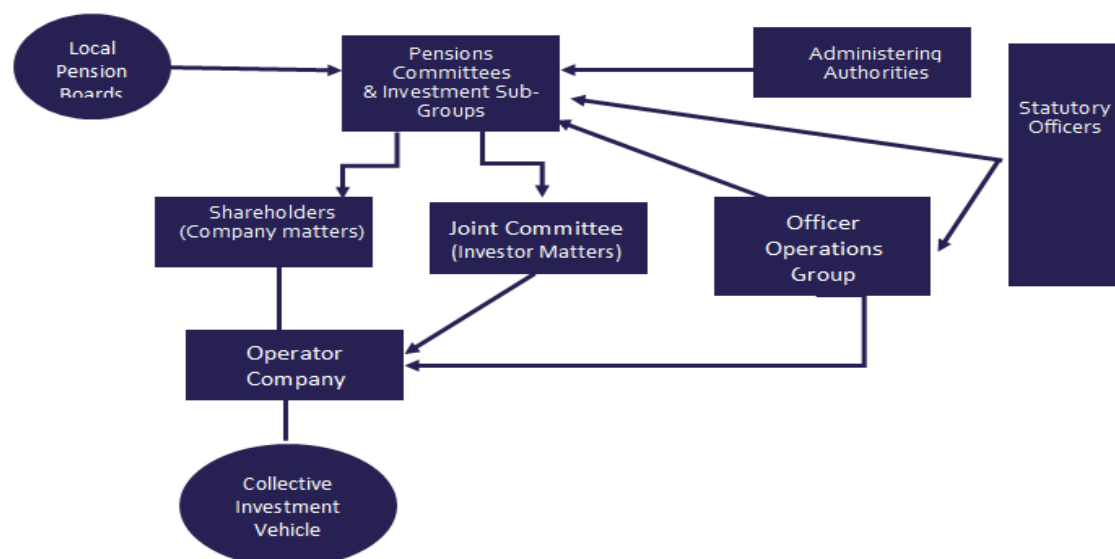 Local
Pension
Boards
Pensions
Committees
& Investment Sub-
Groups
Administering
Authorities
Statutory
Officers
Shareholders
(Company matters)
Joint Committee
(Investor Matters)
Officer
Operations
Group
Operator
Company
Collective
Investment
Vehicle